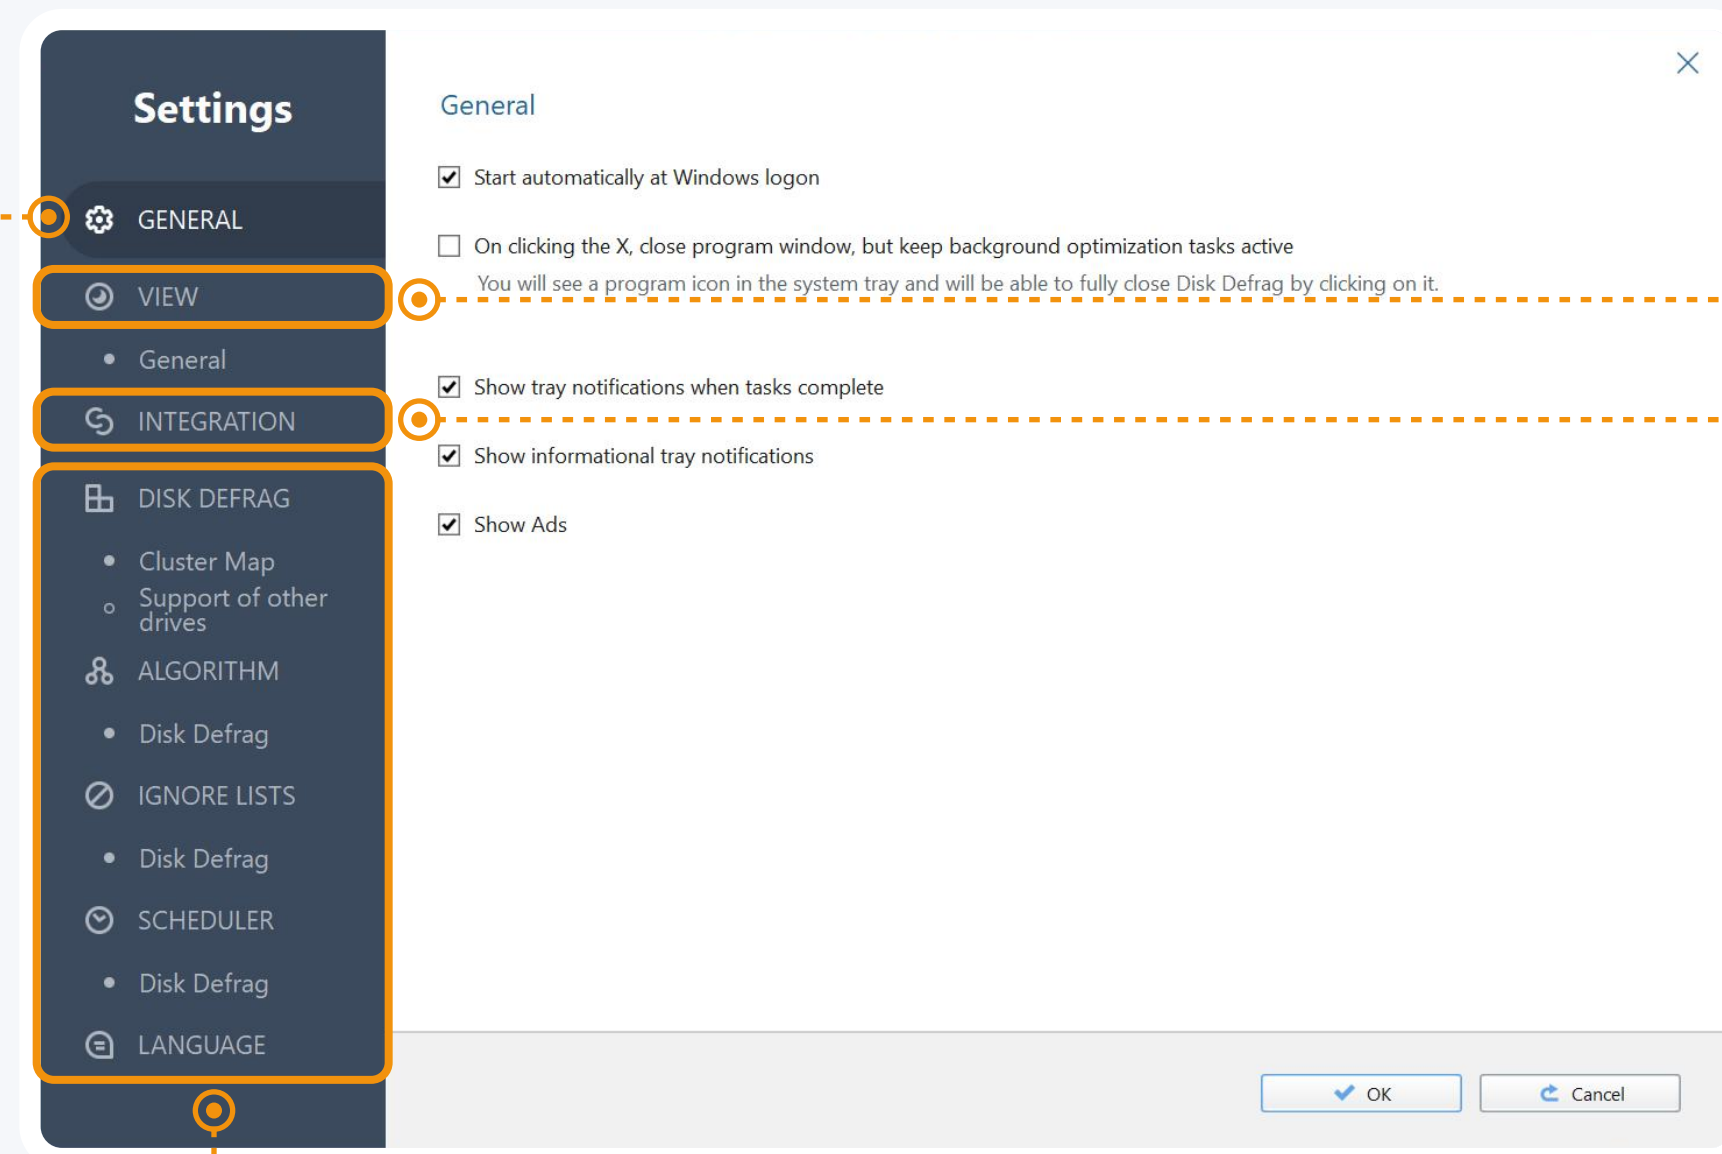 Settings
GENERAL
VIEW
General
INTEGRATION
DISK DEFRAG
Cluster Map
Support of other
drives
ALGORITHM
Disk Defrag
IGNORE LISTS
Disk Defrag
SCHEDULER
Disk Defrag
LANGUAGE
General
Start automatically at Windows logon
On clicking the X, close program window, but keep background optimization tasks active
You will see a program icon in the system tray and will be able to fully close Disk Defrag by clicking on it.
Show tray notifications when tasks complete
Show informational tray notifications
Show Ads
OK
Cancel